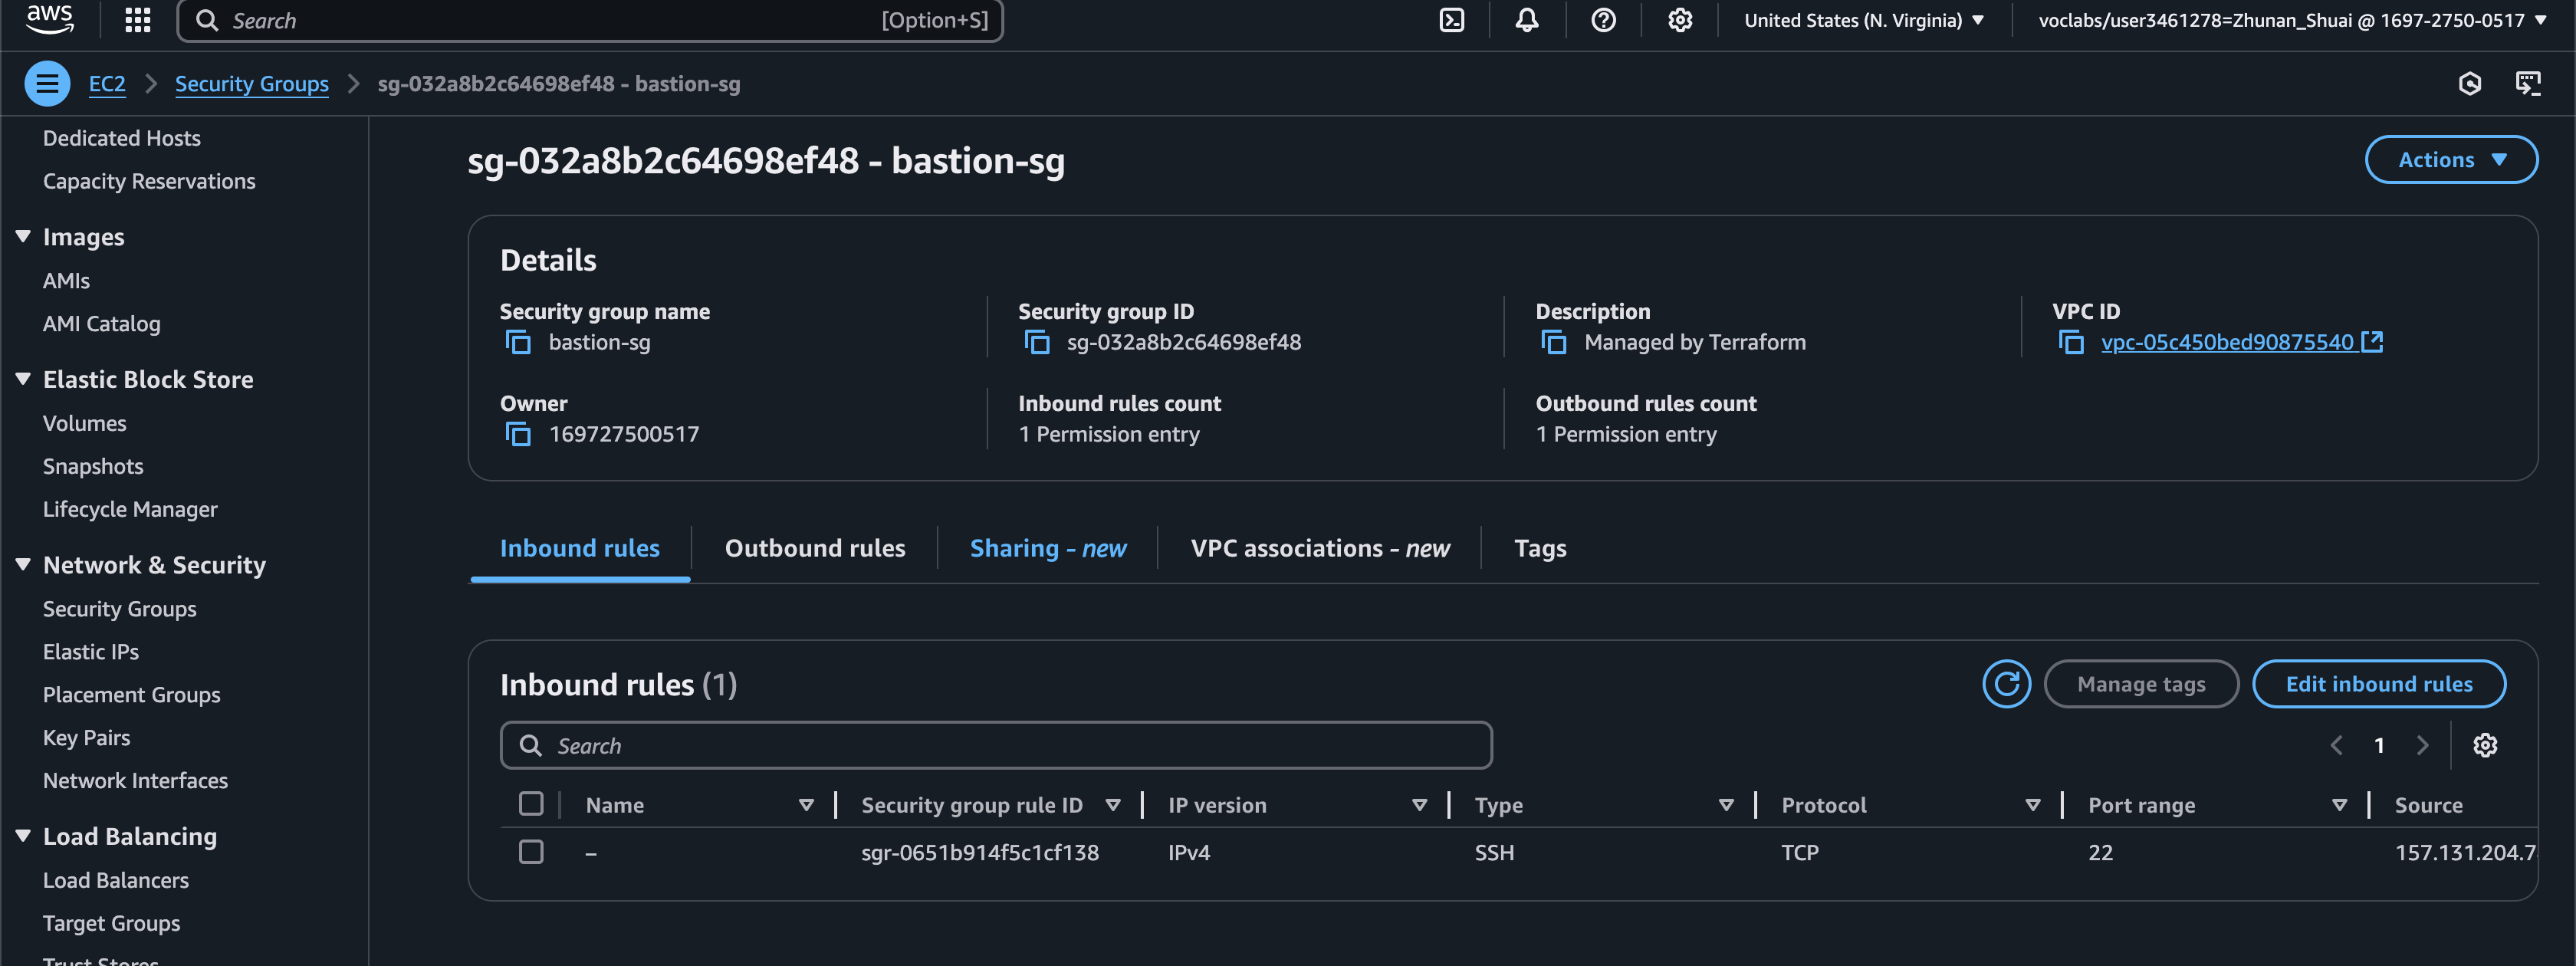 aws
Search [Option+S]
United States (N. Virginia)
voclabs/user3461278=Zhunan_Shuai @ 1697-2750-0517
EC2 Security Groups sg-032a8b2c64698ef48 - bastion-sg
Dedicated Hosts
Capacity Reservations
Images
AMIs
AMI Catalog
Elastic Block Store
Volumes
Snapshots
Lifecycle Manager
Network & Security
Security Groups
Elastic IPs
Placement Groups
Key Pairs
Network Interfaces
Load Balancing
Load Balancers
Target Groups
Trust Stores
sg-032a8b2c64698ef48 - bastion-sg
Actions
Details
Security group name
bastion-sg
Security group ID
sg-032a8b2c64698ef48
Description
Managed by Terraform
VPC ID
vpc-05c450bed90875540
Owner
169727500517
Inbound rules count
1 Permission entry
Outbound rules count
1 Permission entry
Inbound rules Outbound rules Sharing - new VPC associations - new Tags
Inbound rules (1)
Manage tags
Edit inbound rules
Search
1
Name Security group rule ID IP version Type Protocol Port range Source
– sgr-0651b914f5c1cf138 IPv4 SSH TCP 22 157.131.204.7